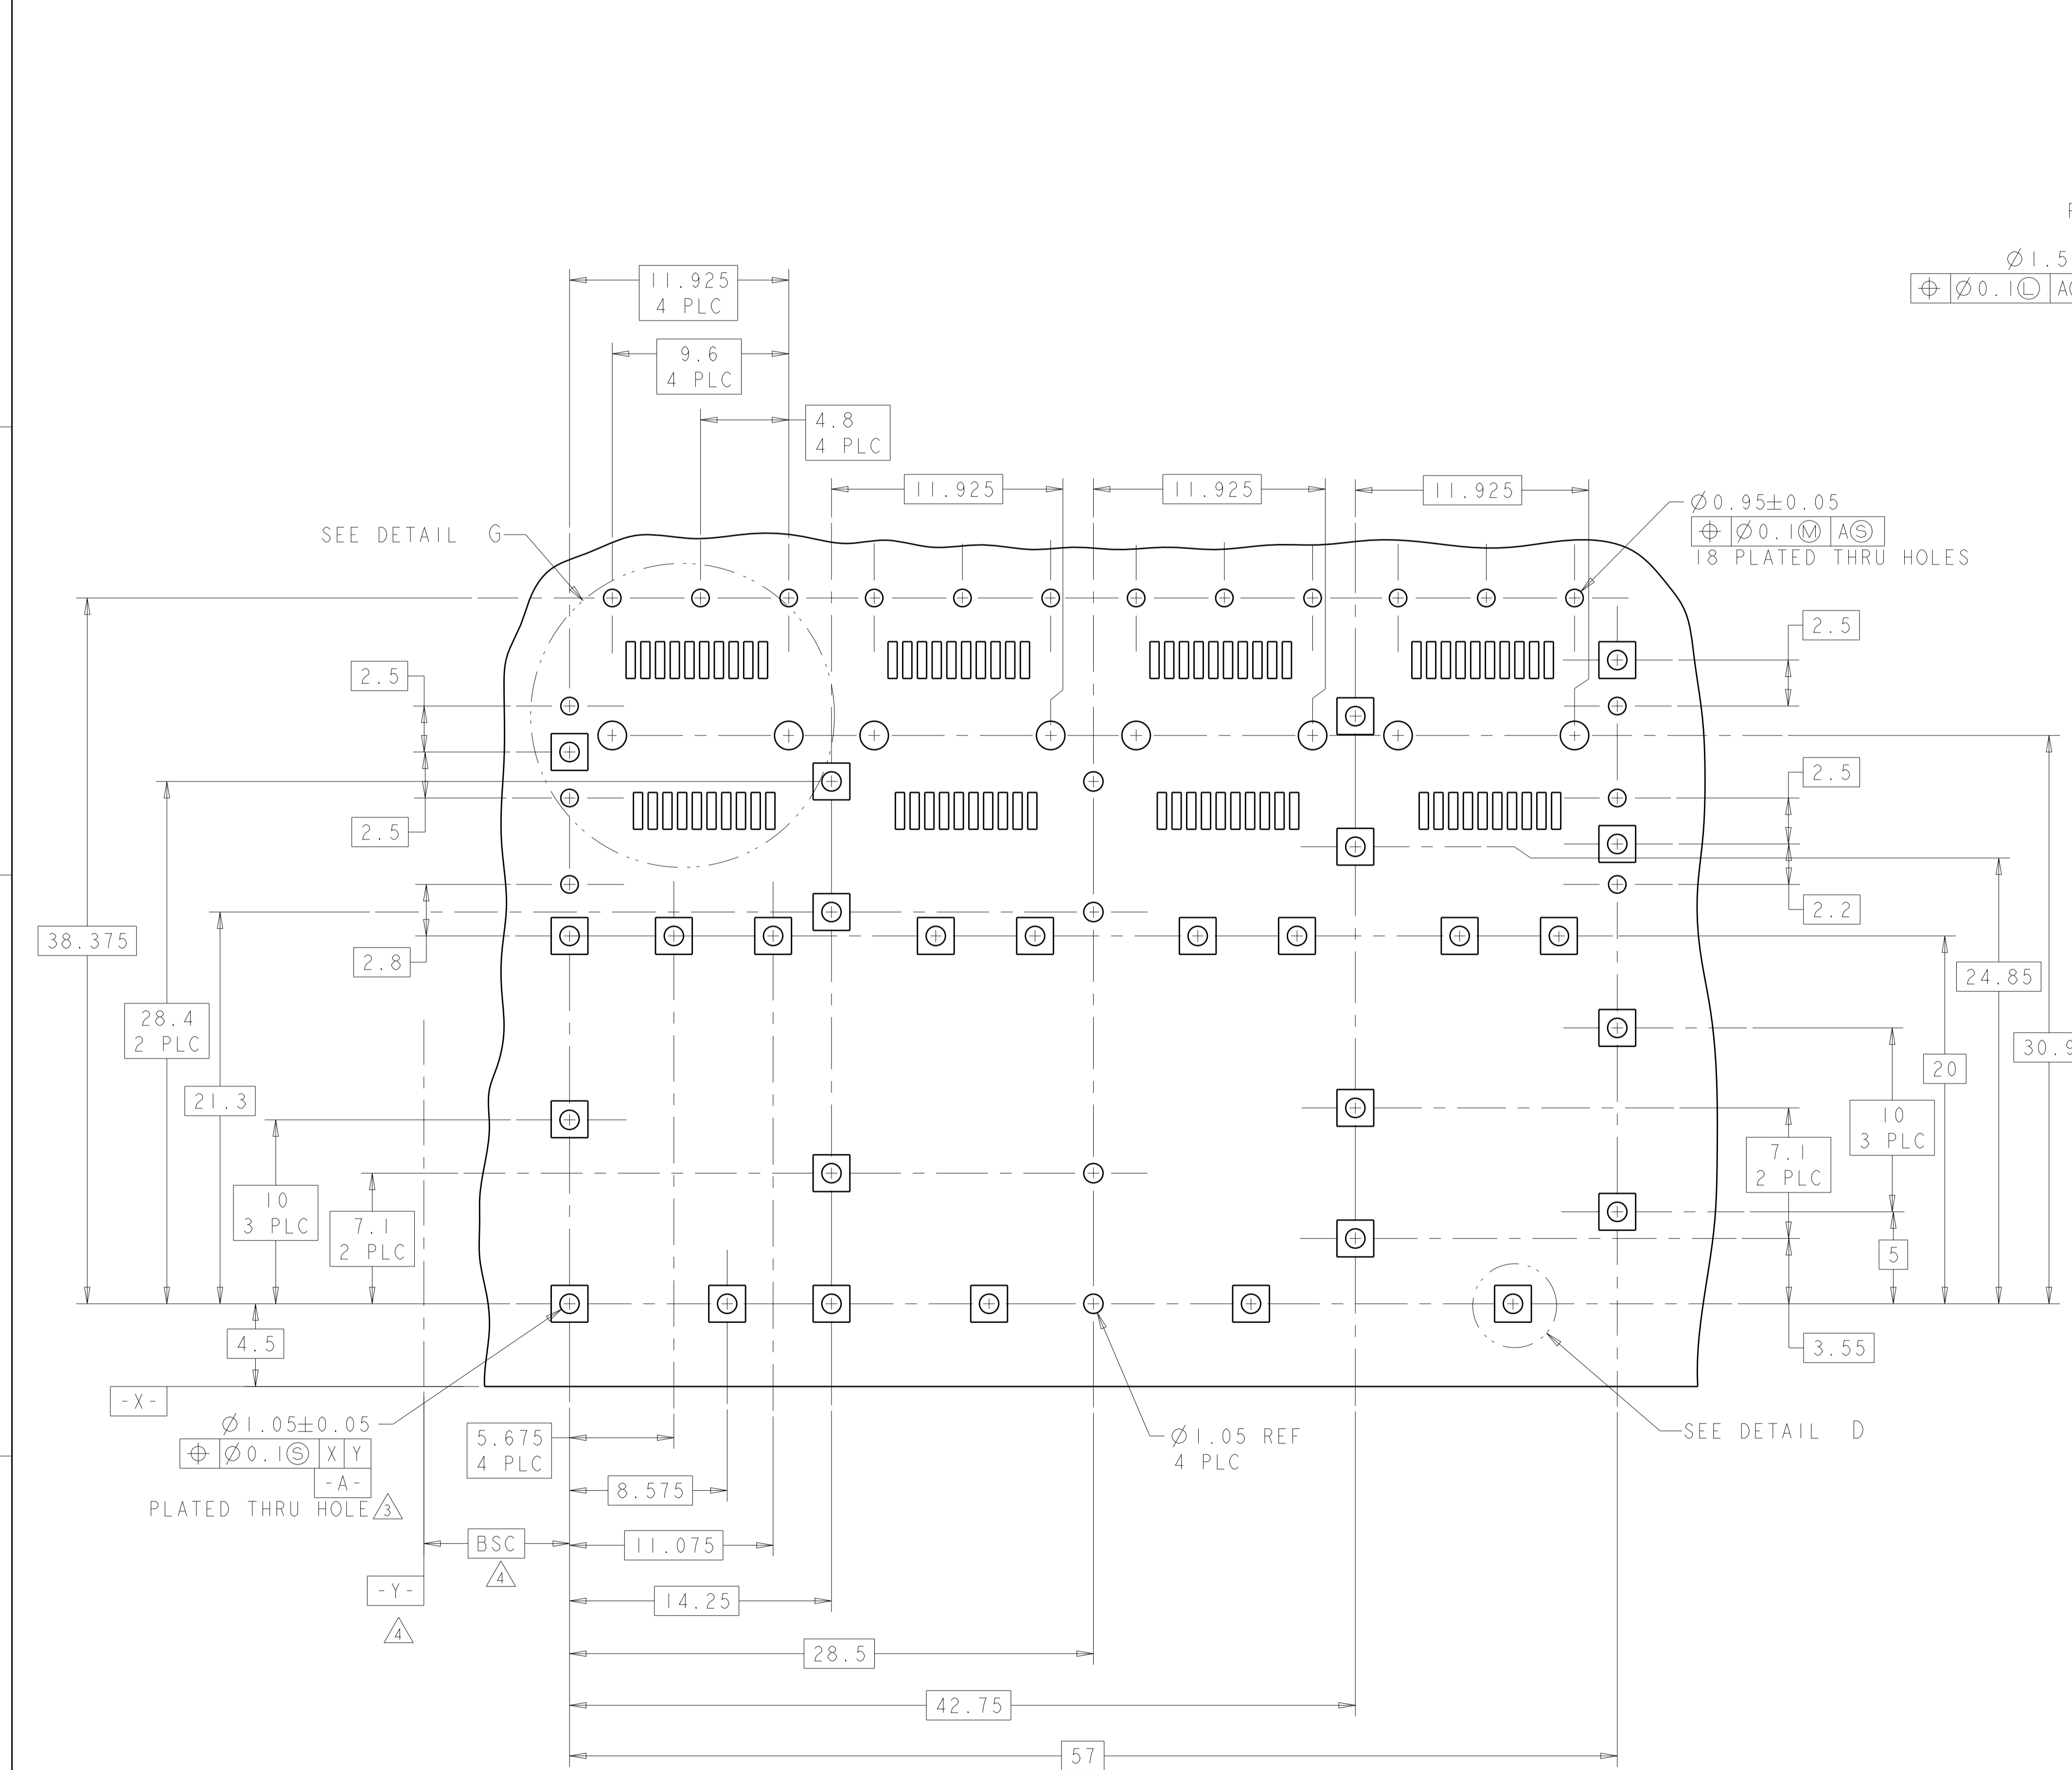 11.925
4 PLC
9.6
4 PLC
4.8
4 PLC
11.925
11.925
11.925
Ø1.5
⌖ Ø0.1Ⓛ
Ø0.95±0.05
⌖ Ø0.1Ⓜ AⓈ
18 PLATED THRU HOLES
SEE DETAIL G
2.5
2.5
2.5
2.5
2.2
38.375
2.8
24.85
28.4
2 PLC
30.9
20
21.3
10
3 PLC
7.1
2 PLC
10
3 PLC
7.1
2 PLC
5
4.5
3.55
-X-
Ø1.05±0.05
⌖ Ø0.1Ⓢ X Y
-A-
PLATED THRU HOLE 3
5.675
4 PLC
Ø1.05 REF
4 PLC
SEE DETAIL D
8.575
BSC
4
11.075
-Y-
4
14.25
28.5
42.75
57